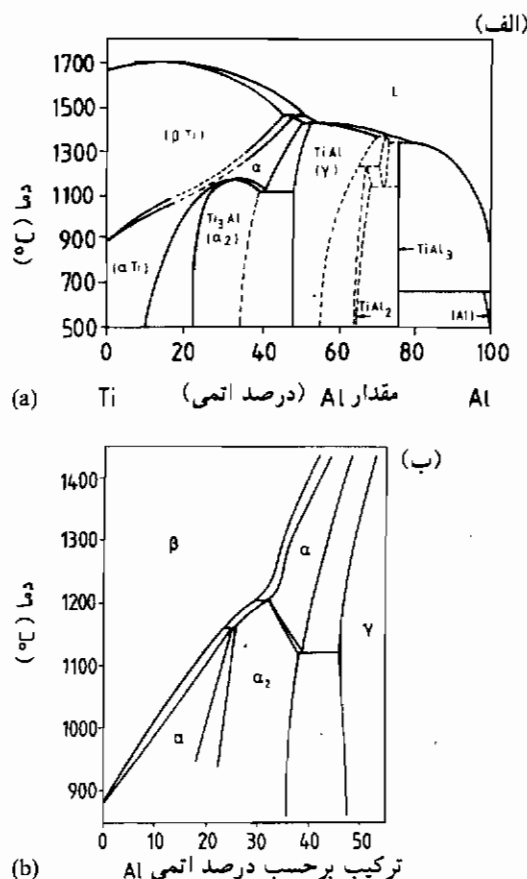 (الف)
1700
1500
1300
1100
900
700
500
دما (°C)
L
(β Ti)
α
TiAl
(γ)
Ti₃Al
(α₂)
(α Ti)
TiAl₃
TiAl₂
(Al)
0 20 40 60 80 100
(a) Ti مقدار Al (درصد اتمی) Al
(ب)
1400
1300
1200
1100
1000
900
دما (°C)
β
α
γ
α₂
α
0 10 20 30 40 50
(b) ترکیب برحسب درصد اتمی Al